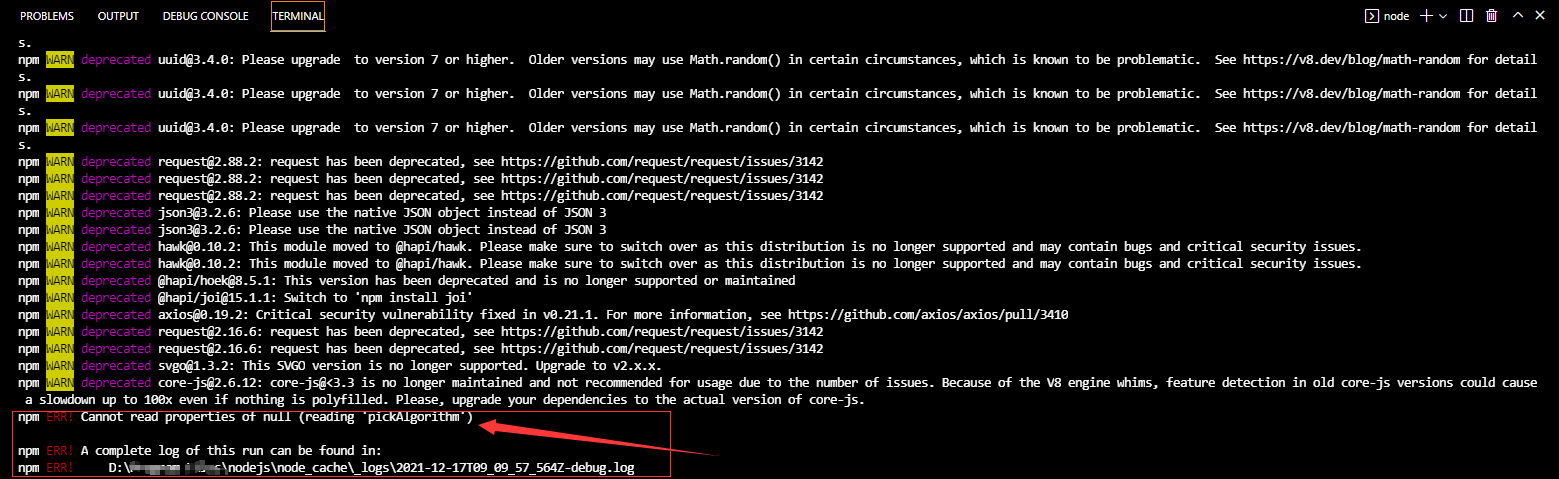 PROBLEMS OUTPUT DEBUG CONSOLE TERMINAL node
s.
npm WARN deprecated uuid@3.4.0: Please upgrade  to version 7 or higher.  Older versions may use Math.random() in certain circumstances, which is known to be problematic.  See https://v8.dev/blog/math-random for detail
s.
npm WARN deprecated uuid@3.4.0: Please upgrade  to version 7 or higher.  Older versions may use Math.random() in certain circumstances, which is known to be problematic.  See https://v8.dev/blog/math-random for detail
s.
npm WARN deprecated uuid@3.4.0: Please upgrade  to version 7 or higher.  Older versions may use Math.random() in certain circumstances, which is known to be problematic.  See https://v8.dev/blog/math-random for detail
s.
npm WARN deprecated request@2.88.2: request has been deprecated, see https://github.com/request/request/issues/3142
npm WARN deprecated request@2.88.2: request has been deprecated, see https://github.com/request/request/issues/3142
npm WARN deprecated request@2.88.2: request has been deprecated, see https://github.com/request/request/issues/3142
npm WARN deprecated json3@3.2.6: Please use the native JSON object instead of JSON 3
npm WARN deprecated json3@3.2.6: Please use the native JSON object instead of JSON 3
npm WARN deprecated hawk@0.10.2: This module moved to @hapi/hawk. Please make sure to switch over as this distribution is no longer supported and may contain bugs and critical security issues.
npm WARN deprecated hawk@0.10.2: This module moved to @hapi/hawk. Please make sure to switch over as this distribution is no longer supported and may contain bugs and critical security issues.
npm WARN deprecated @hapi/hoek@8.5.1: This version has been deprecated and is no longer supported or maintained
npm WARN deprecated @hapi/joi@15.1.1: Switch to 'npm install joi'
npm WARN deprecated axios@0.19.2: Critical security vulnerability fixed in v0.21.1. For more information, see https://github.com/axios/axios/pull/3410
npm WARN deprecated request@2.16.6: request has been deprecated, see https://github.com/request/request/issues/3142
npm WARN deprecated request@2.16.6: request has been deprecated, see https://github.com/request/request/issues/3142
npm WARN deprecated svgo@1.3.2: This SVGO version is no longer supported. Upgrade to v2.x.x.
npm WARN deprecated core-js@2.6.12: core-js@<3.3 is no longer maintained and not recommended for usage due to the number of issues. Because of the V8 engine whims, feature detection in old core-js versions could cause
a slowdown up to 100x even if nothing is polyfilled. Please, upgrade your dependencies to the actual version of core-js.
npm ERR! Cannot read properties of null (reading 'pickAlgorithm')
npm ERR! A complete log of this run can be found in:
npm ERR!     D:\ \nodejs\node_cache\_logs\2021-12-17T09_09_57_564Z-debug.log